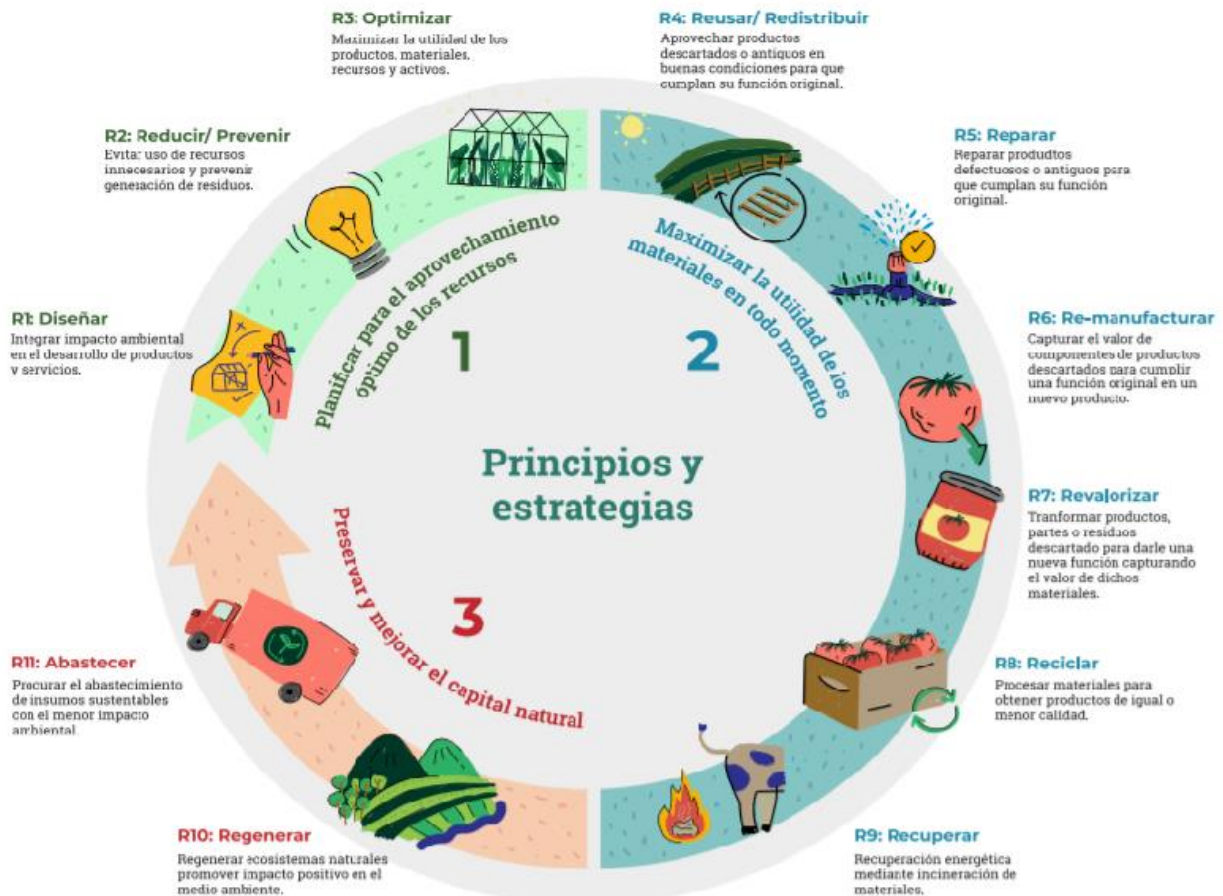 R3: Optimizar
Maximizar la utilidad de los
productos, materiales,
recursos y activos.
R4: Reusar/ Redistribuir
Aprovechar productos
descartados o antiguos en
buenas condiciones para que
cumplan su función original.
R2: Reducir/ Prevenir
Evitar uso de recursos
innecesarios y prevenir
generación de residuos.
R5: Reparar
Reparar produdtos
defectuosos o antiguos para
que cumplan su función
original.
R1: Diseñar
Integrar impacto ambiental
en el desarrollo de productos
y servicios.
Planificar para el aprovechamiento
óptimo de los recursos
1
Maximizar la utilidad de los
materiales en todo momento
2
R6: Re-manufacturar
Capturar el valor de
componentes de productos
descartados para cumplir
una función original en un
nuevo producto.
Principios y
estrategias
R7: Revalorizar
Tranformar productos,
partes o residuos
descartado para darle una
nueva función capturando
el valor de dichos
materiales.
Preservar y mejorar el capital natural
3
R11: Abastecer
Procurar el abastecimiento
de insumos sustentables
con el menor impacto
ambiental.
R8: Reciclar
Procesar materiales para
obtener productos de igual o
menor calidad.
R10: Regenerar
Regenerar ecosistemas naturales
promover impacto positivo en el
medio ambiente.
R9: Recuperar
Recuperación energética
mediante incineración de
materiales.